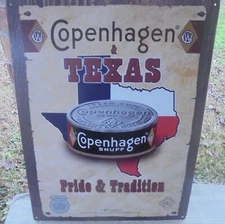 Copenhagen®
&
TEXAS
Copenhagen
SNUFF
Pride & Tradition